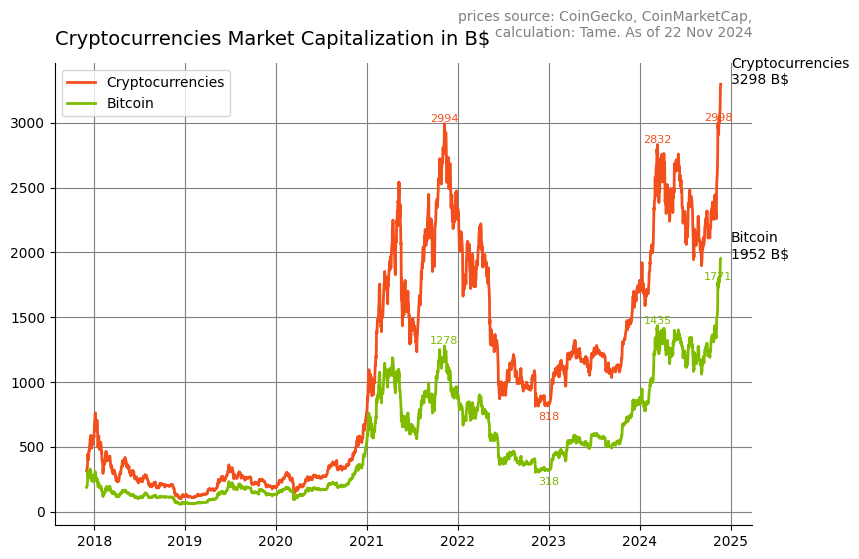 prices source: CoinGecko, CoinMarketCap,
calculation: Tame. As of 22 Nov 2024
Cryptocurrencies Market Capitalization in B$
Cryptocurrencies
3298 B$
Cryptocurrencies
Bitcoin
3000
2500
2000
1500
1000
500
0
2994
2832
2998
Bitcoin
1952 B$
1771
1435
1278
818
318
2018
2019
2020
2021
2022
2023
2024
2025